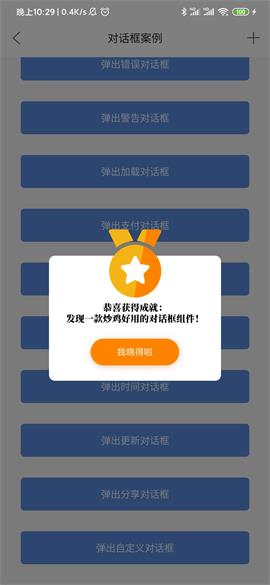 晚上10:29 | 0.4K/s
100
对话框案例
弹出错误对话框
弹出警告对话框
弹出加载对话框
弹出支付对话框
恭喜获得成就：
发现一款炒鸡好用的对话框组件！
我晓得啦
弹出时间对话框
弹出更新对话框
弹出分享对话框
弹出自定义对话框